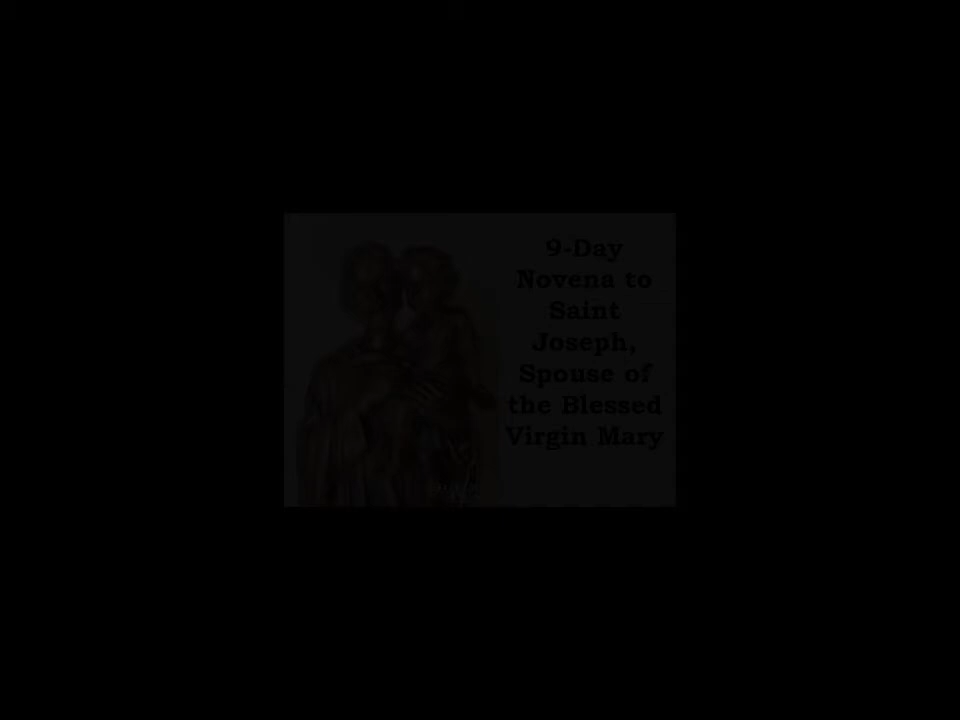 9-Day
Novena to
Saint
Joseph,
Spouse of
the Blessed
Virgin Mary